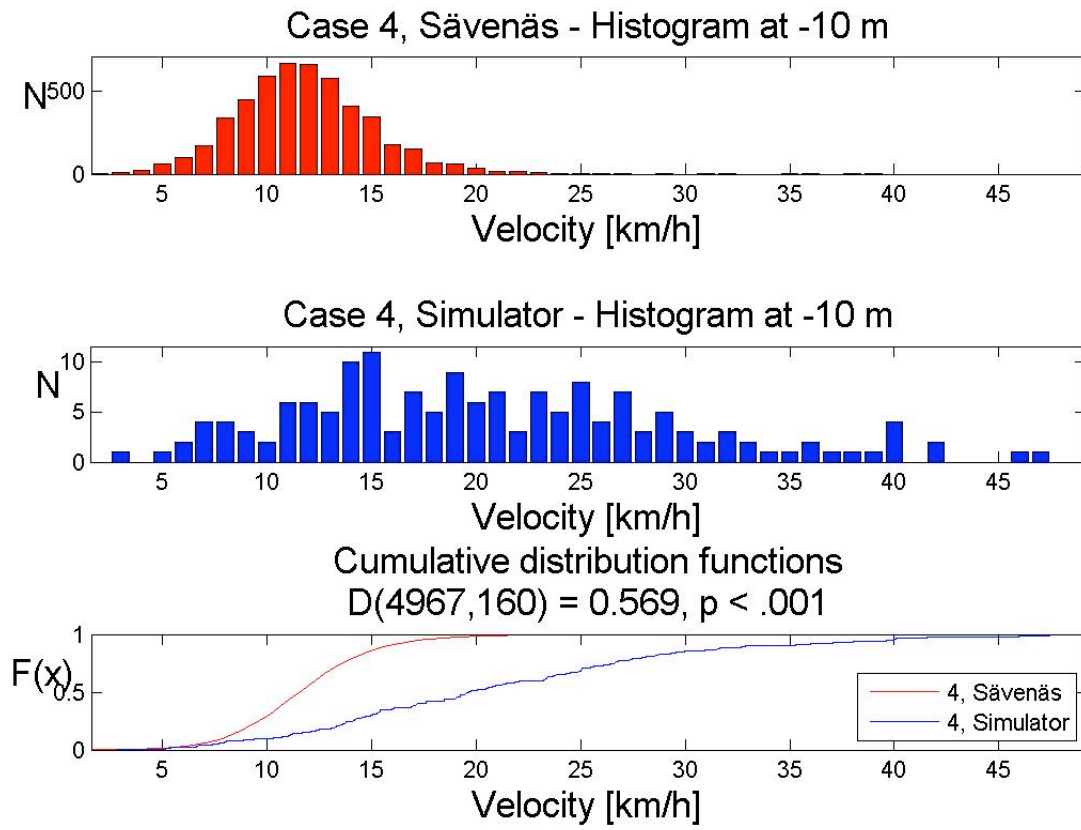 Case 4, Sävenäs - Histogram at -10 m
N
500
0
5 10 15 20 25 30 35 40 45
Velocity [km/h]
Case 4, Simulator - Histogram at -10 m
N
10
5
0
5 10 15 20 25 30 35 40 45
Velocity [km/h]
Cumulative distribution functions
D(4967,160) = 0.569, p < .001
F(x)
1
0.5
0
4, Sävenäs
4, Simulator
5 10 15 20 25 30 35 40 45
Velocity [km/h]